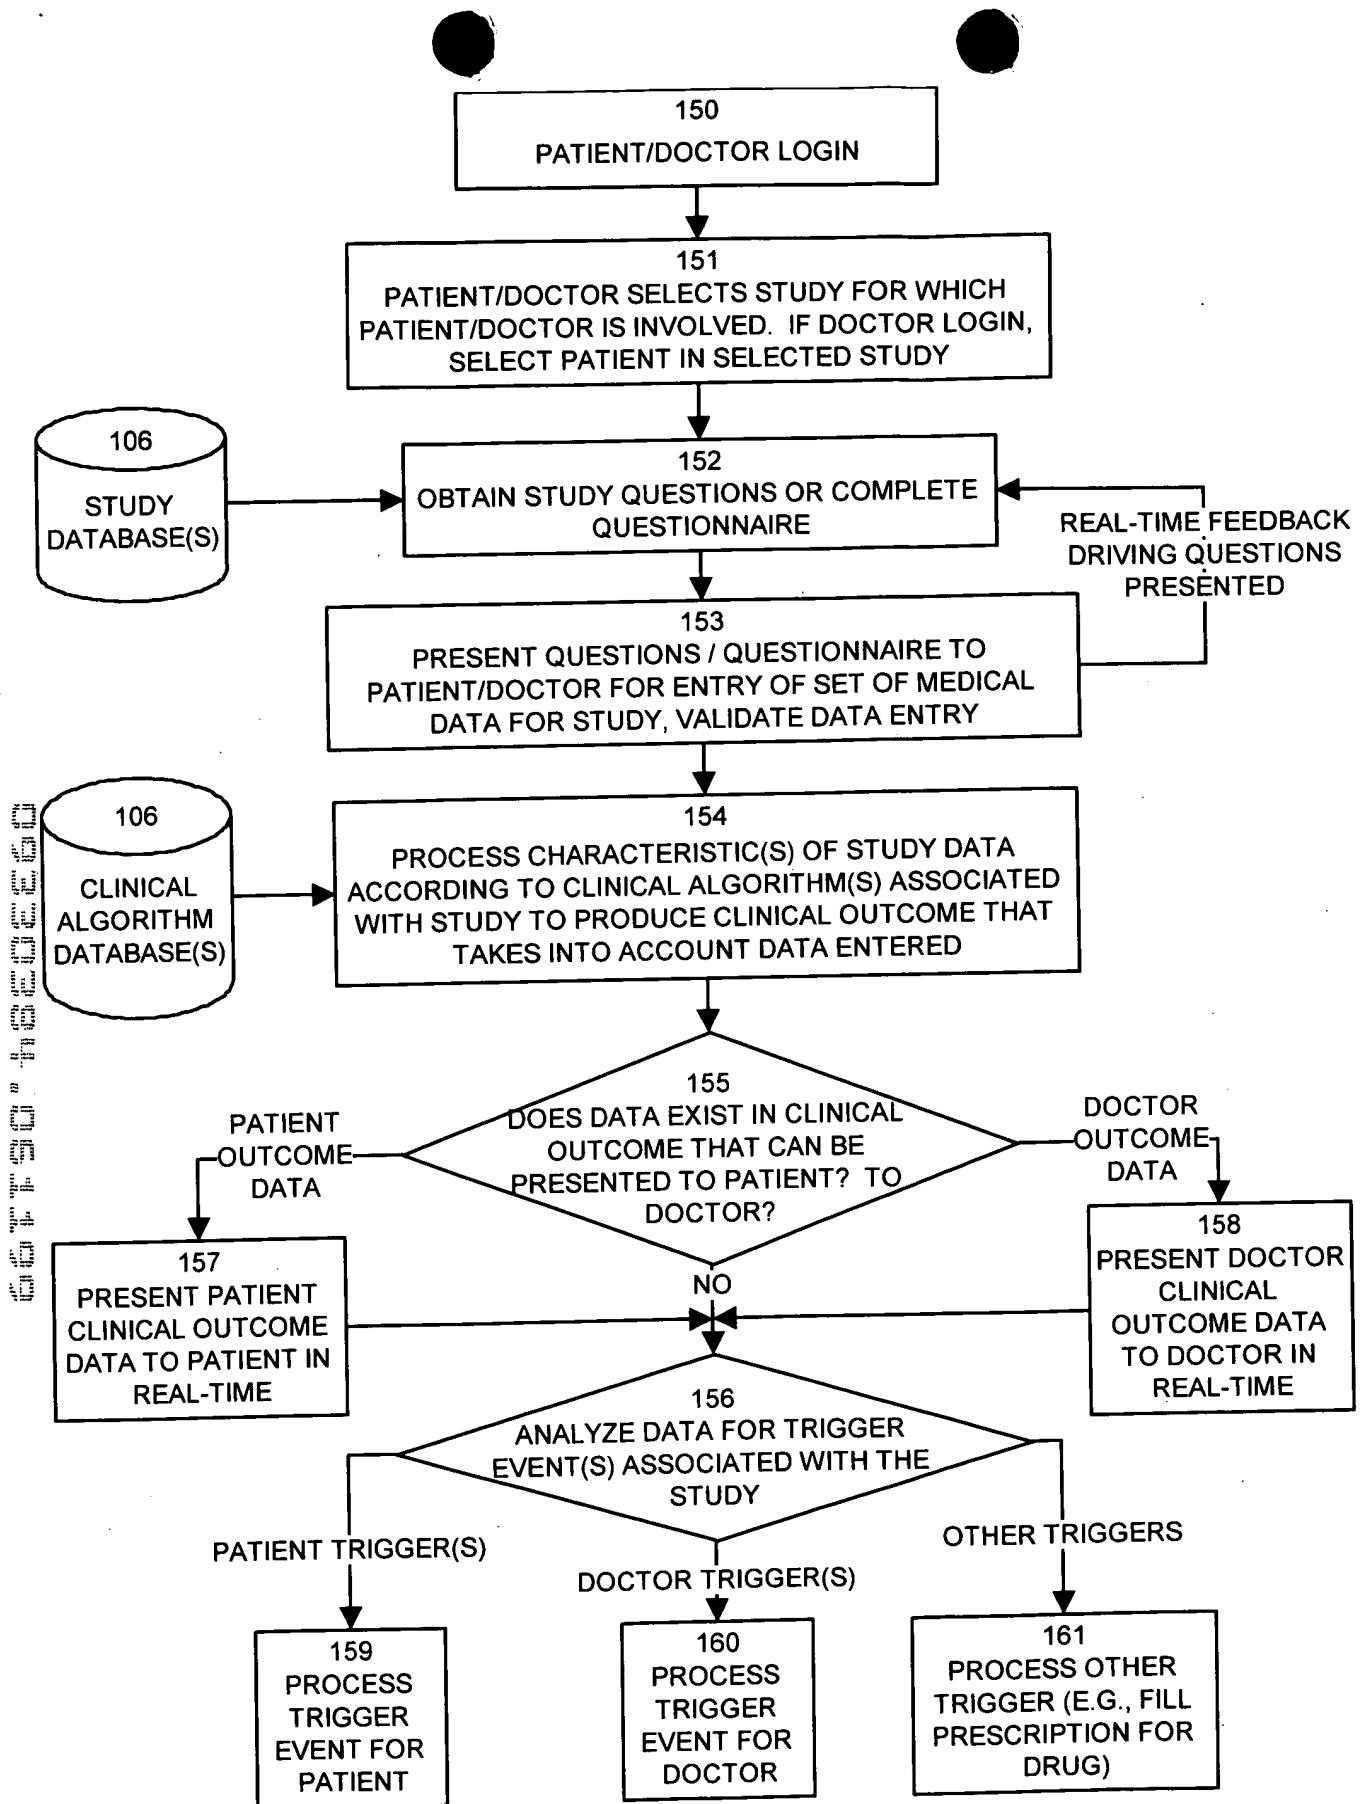 150
PATIENT/DOCTOR LOGIN
151
PATIENT/DOCTOR SELECTS STUDY FOR WHICH
PATIENT/DOCTOR IS INVOLVED. IF DOCTOR LOGIN,
SELECT PATIENT IN SELECTED STUDY
106
STUDY
DATABASE(S)
152
OBTAIN STUDY QUESTIONS OR COMPLETE
QUESTIONNAIRE
REAL-TIME FEEDBACK
DRIVING QUESTIONS
PRESENTED
153
PRESENT QUESTIONS / QUESTIONNAIRE TO
PATIENT/DOCTOR FOR ENTRY OF SET OF MEDICAL
DATA FOR STUDY, VALIDATE DATA ENTRY
106
CLINICAL
ALGORITHM
DATABASE(S)
154
PROCESS CHARACTERISTIC(S) OF STUDY DATA
ACCORDING TO CLINICAL ALGORITHM(S) ASSOCIATED
WITH STUDY TO PRODUCE CLINICAL OUTCOME THAT
TAKES INTO ACCOUNT DATA ENTERED
155
DOES DATA EXIST IN CLINICAL
OUTCOME THAT CAN BE
PRESENTED TO PATIENT? TO
DOCTOR?
PATIENT
OUTCOME
DATA
DOCTOR
OUTCOME
DATA
NO
157
PRESENT PATIENT
CLINICAL OUTCOME
DATA TO PATIENT IN
REAL-TIME
158
PRESENT DOCTOR
CLINICAL
OUTCOME DATA
TO DOCTOR IN
REAL-TIME
156
ANALYZE DATA FOR TRIGGER
EVENT(S) ASSOCIATED WITH THE
STUDY
PATIENT TRIGGER(S)
DOCTOR TRIGGER(S)
OTHER TRIGGERS
159
PROCESS
TRIGGER
EVENT FOR
PATIENT
160
PROCESS
TRIGGER
EVENT FOR
DOCTOR
161
PROCESS OTHER
TRIGGER (E.G., FILL
PRESCRIPTION FOR
DRUG)